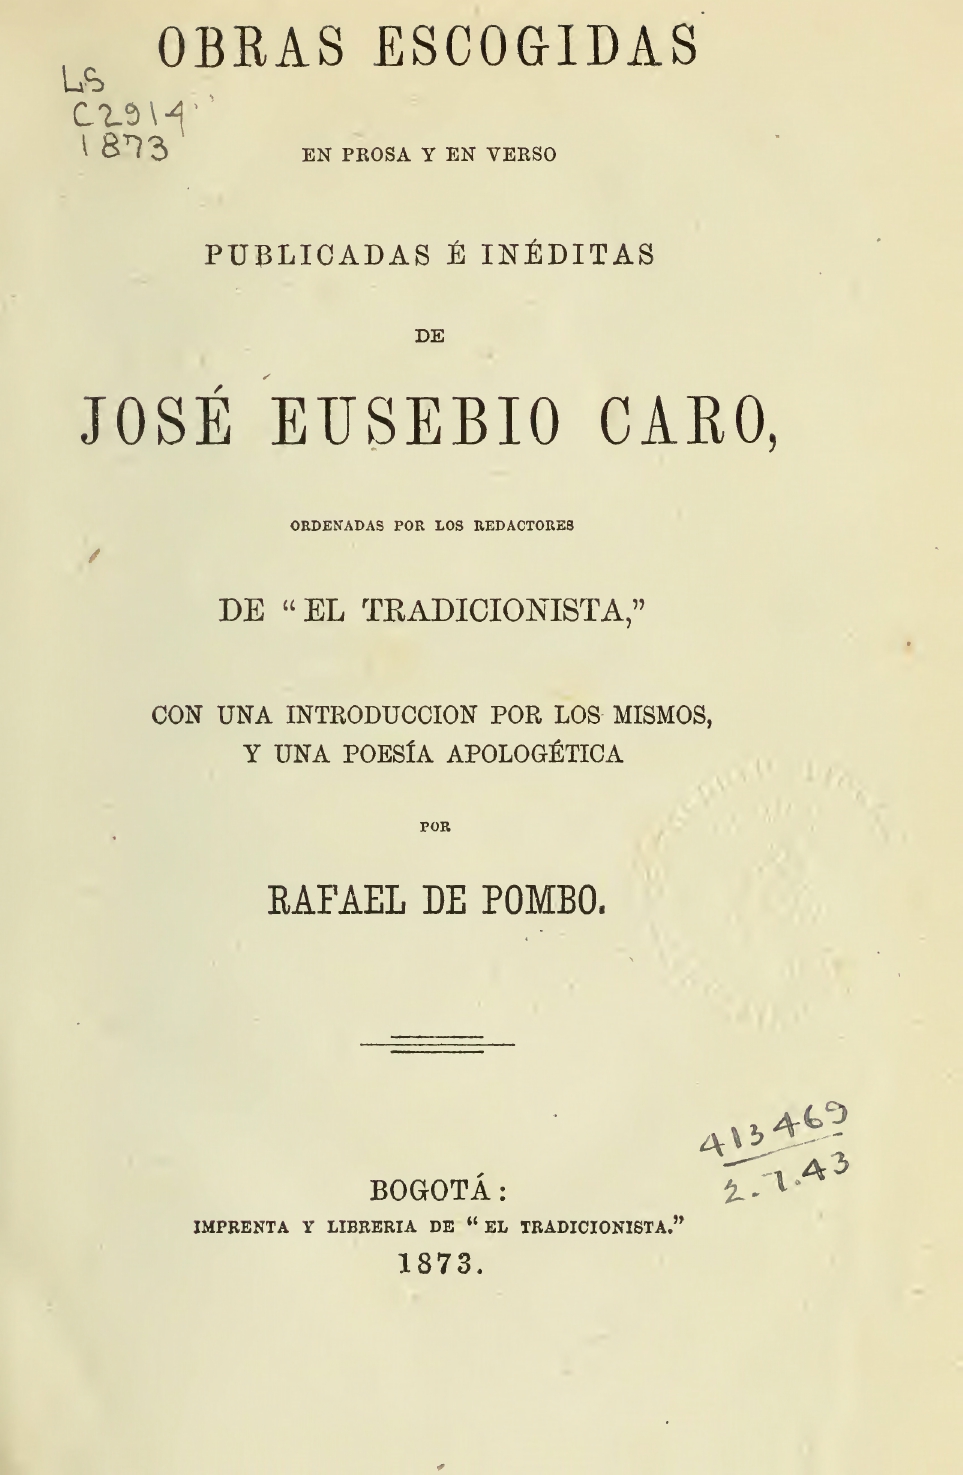 OBRAS ESCOGIDAS
LS
C2914
1873
EN PROSA Y EN VERSO
PUBLICADAS É INÉDITAS
DE
JOSÉ EUSEBIO CARO,
ORDENADAS POR LOS REDACTORES
DE “EL TRADICIONISTA,”
CON UNA INTRODUCCION POR LOS MISMOS,
Y UNA POESÍA APOLOGÉTICA
POR
RAFAEL DE POMBO.
413469
2.7.43
BOGOTÁ:
IMPRENTA Y LIBRERIA DE “EL TRADICIONISTA.”
1873.